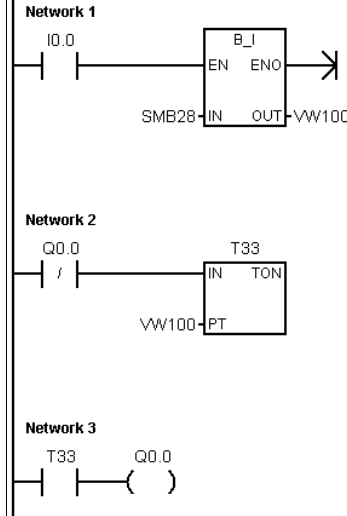 Network 1
I0.0
B_I
EN ENO
SMB28 IN OUT VW100
Network 2
Q0.0
T33
/
IN TON
VW100 PT
Network 3
T33 Q0.0